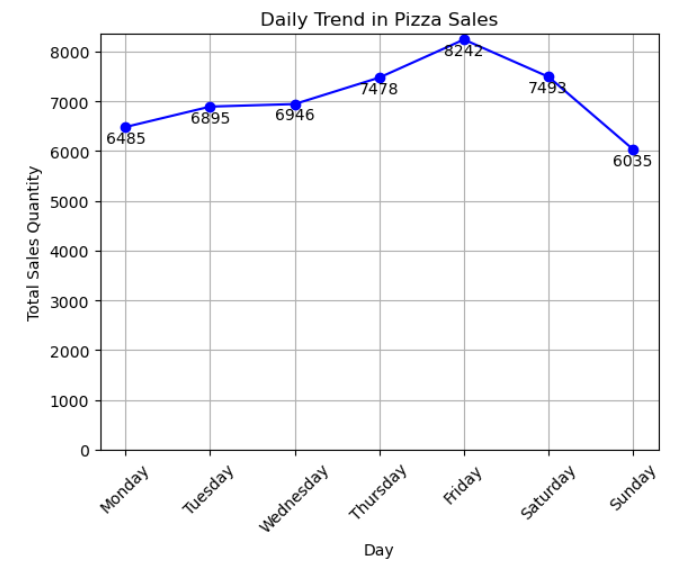 Daily Trend in Pizza Sales
Total Sales Quantity
8000
7000
6000
5000
4000
3000
2000
1000
0
6485
6895
6946
7478
8242
7493
6035
Monday
Tuesday
Wednesday
Thursday
Friday
Saturday
Sunday
Day